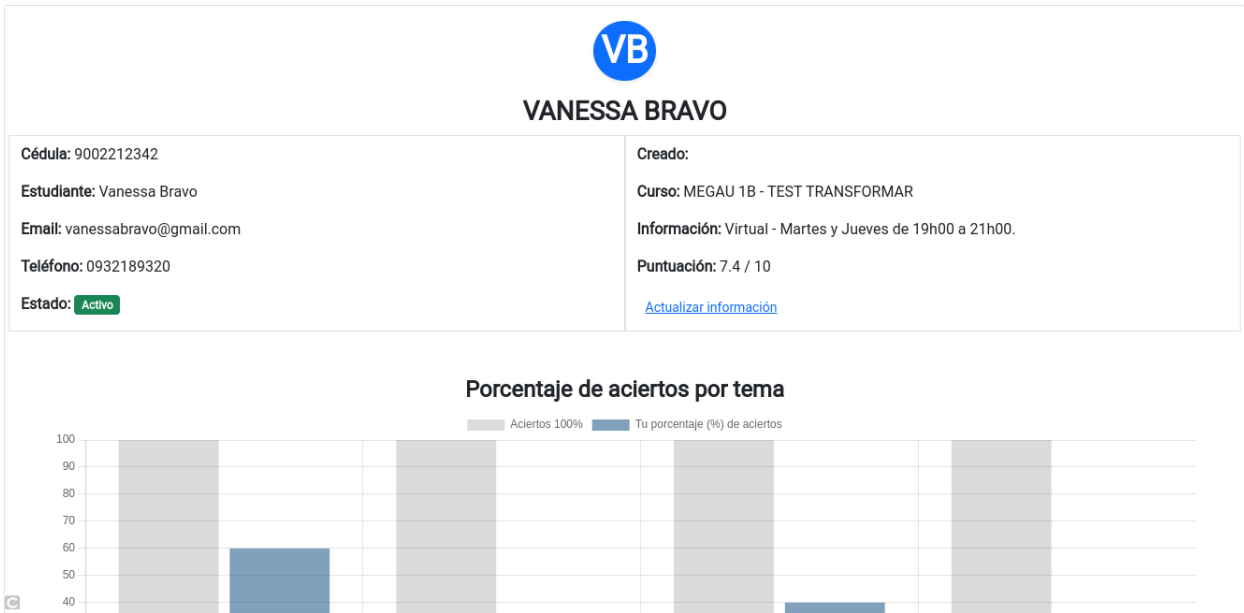 VB
VANESSA BRAVO
Cédula: 9002212342
Estudiante: Vanessa Bravo
Email: vanessabravo@gmail.com
Teléfono: 0932189320
Estado: Activo
Creado:
Curso: MEGAU 1B - TEST TRANSFORMAR
Información: Virtual - Martes y Jueves de 19h00 a 21h00.
Puntuación: 7.4 / 10
Actualizar información
Porcentaje de aciertos por tema
Aciertos 100% Tu porcentaje (%) de aciertos
100
90
80
70
60
50
40
C